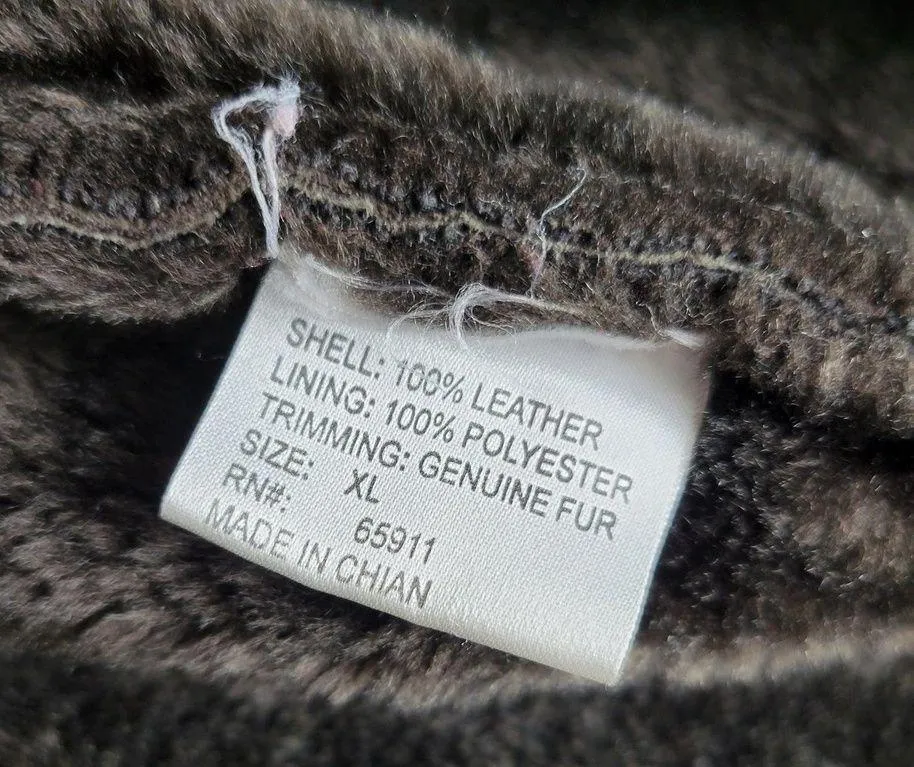 SHELL: 100% LEATHER
LINING: 100% POLYESTER
TRIMMING: GENUINE FUR
SIZE: XL
RN#: 65911
MADE IN CHIAN